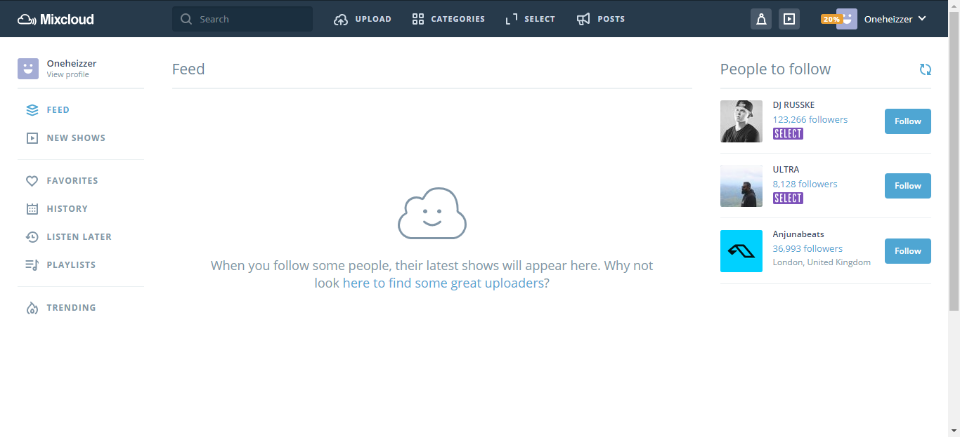 Mixcloud
Search
UPLOAD
CATEGORIES
SELECT
POSTS
20%
Oneheizzer
Oneheizzer
View profile
FEED
NEW SHOWS
FAVORITES
HISTORY
LISTEN LATER
PLAYLISTS
TRENDING
Feed
When you follow some people, their latest shows will appear here. Why not
look here to find some great uploaders?
People to follow
DJ RUSSKE
123,266 followers
SELECT
Follow
ULTRA
8,128 followers
SELECT
Follow
Anjunabeats
36,993 followers
London, United Kingdom
Follow